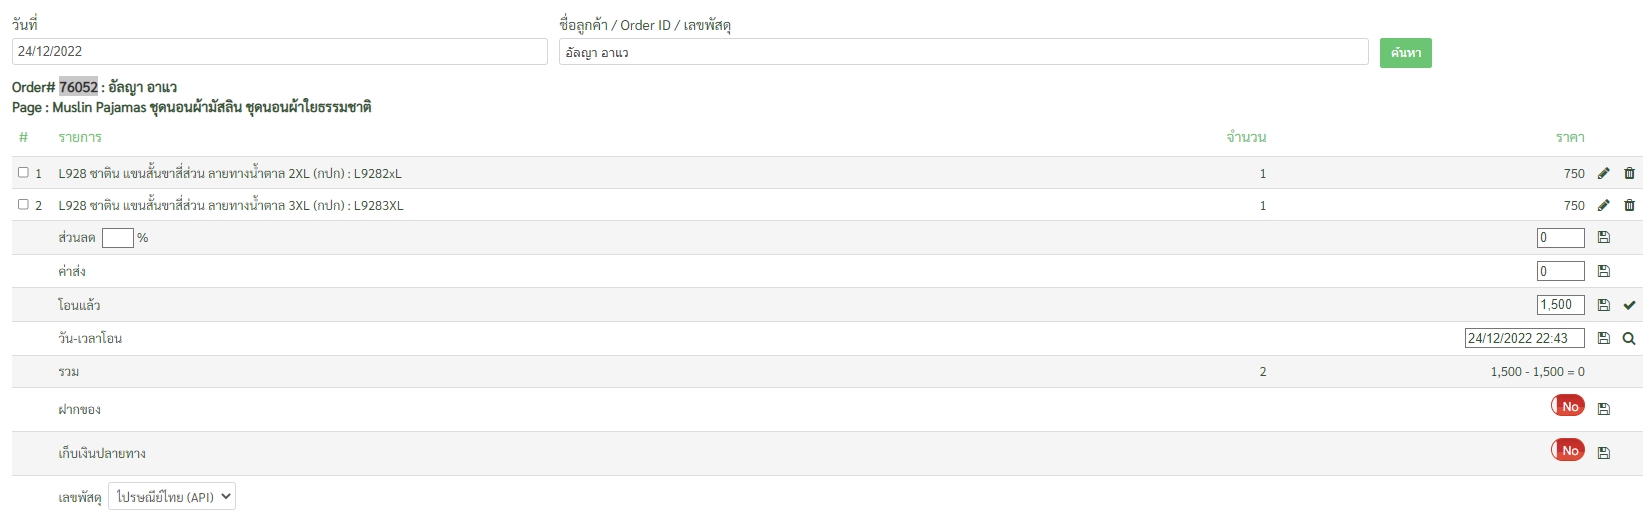 วันที่ ชื่อลูกค้า / Order ID / เลขพัสดุ
24/12/2022 อัลญา อาแว ค้นหา
Order# 76052 : อัลญา อาแว
Page : Muslin Pajamas ชุดนอนผ้ามัสลิน ชุดนอนผ้าใยธรรมชาติ
# รายการ จำนวน ราคา
1 L928 ซาติน แขนสั้นขาสี่ส่วน ลายทางน้ำตาล 2XL (กปก) : L9282xL 1 750
2 L928 ซาติน แขนสั้นขาสี่ส่วน ลายทางน้ำตาล 3XL (กปก) : L9283XL 1 750
ส่วนลด % 0
ค่าส่ง 0
โอนแล้ว 1,500
วัน-เวลาโอน 24/12/2022 22:43
รวม 2 1,500 - 1,500 = 0
ฝากของ No
เก็บเงินปลายทาง No
เลขพัสดุ ไปรษณีย์ไทย (API)